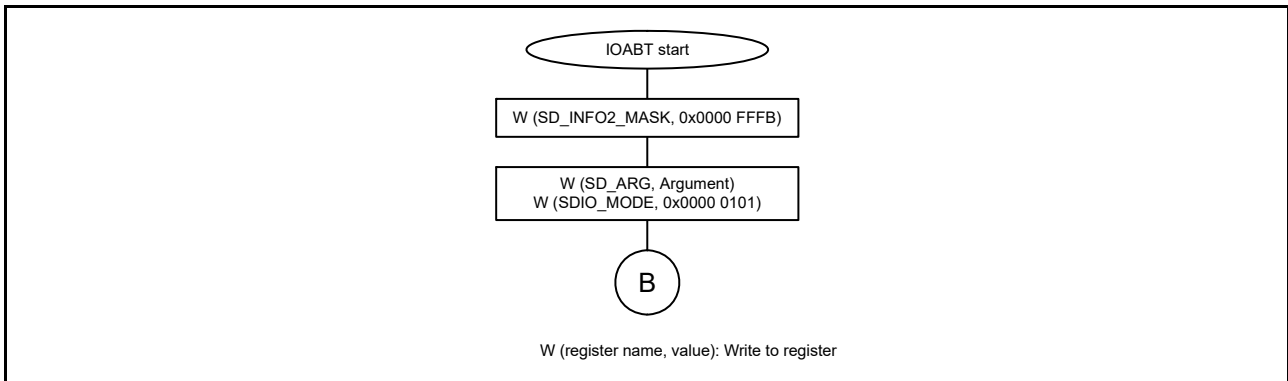 IOABT start
W (SD_INFO2_MASK, 0x0000 FFFB)
W (SD_ARG, Argument)
W (SDIO_MODE, 0x0000 0101)
B
W (register name, value): Write to register